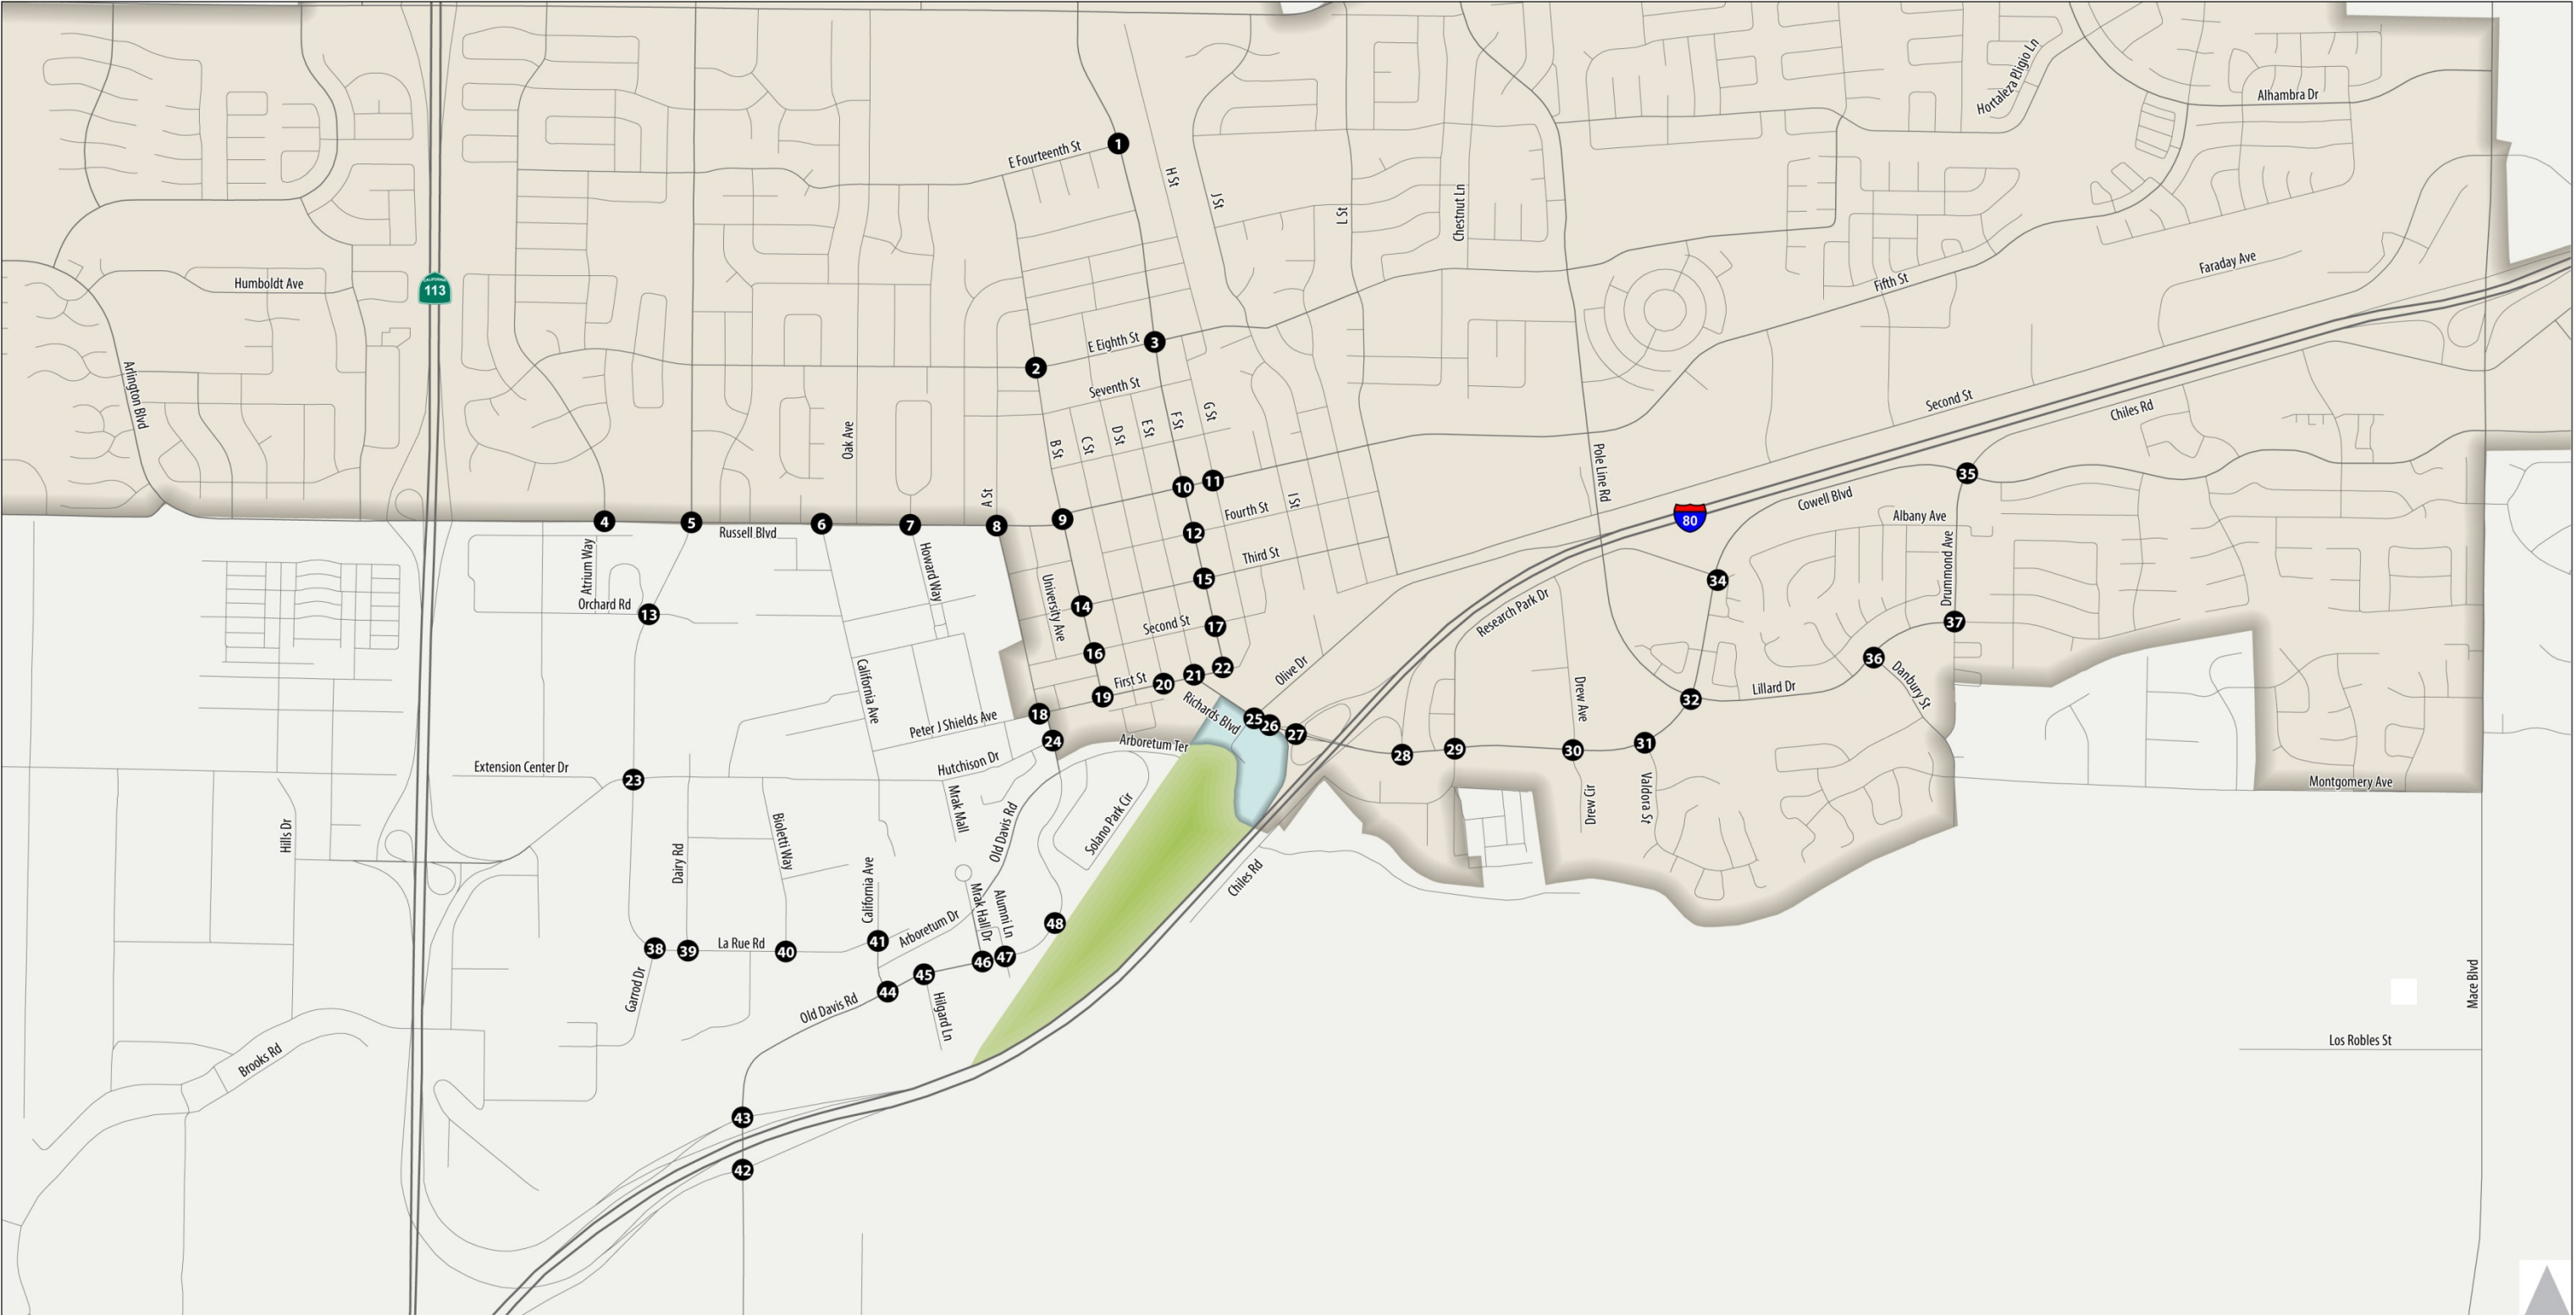 Hortaleza Pligio Ln
Alhambra Dr
1
E Fourteenth St
H St
J St
L St
Chestnut Ln
Faraday Ave
Fifth St
Humboldt Ave
CALIFORNIA
113
E Eighth St
3
2
Seventh St
Arlington Blvd
Oak Ave
B St
C St
D St
E St
F St
G St
Second St
Chiles Rd
Pole Line Rd
35
10
11
I St
A St
Cowell Blvd
80
Albany Ave
4
5
6
7
8
9
Russell Blvd
Fourth St
12
Third St
Atrium Way
Howard Way
University Ave
15
34
Drummond Ave
Orchard Rd
13
14
Research Park Dr
37
Second St
17
16
36
22
21
20
First St
19
Olive Dr
California Ave
Danbury St
Lillard Dr
32
Drew Ave
18
Peter J Shields Ave
Richards Blvd
25
26
27
24
Arboretum Ter
28
29
30
31
Extension Center Dr
23
Hutchison Dr
Montgomery Ave
Mrak Mall
Old Davis Rd
Solano Park Cir
Drew Cir
Valdora St
Hills Dr
Dairy Rd
Bioletti Way
California Ave
Chiles Rd
Mrak Hall Dr
Alumni Ln
48
Arboretum Dr
41
38
39
La Rue Rd
40
46
47
45
44
Garrod Dr
Old Davis Rd
Hilgard Ln
Mace Blvd
Los Robles St
Brooks Rd
43
42